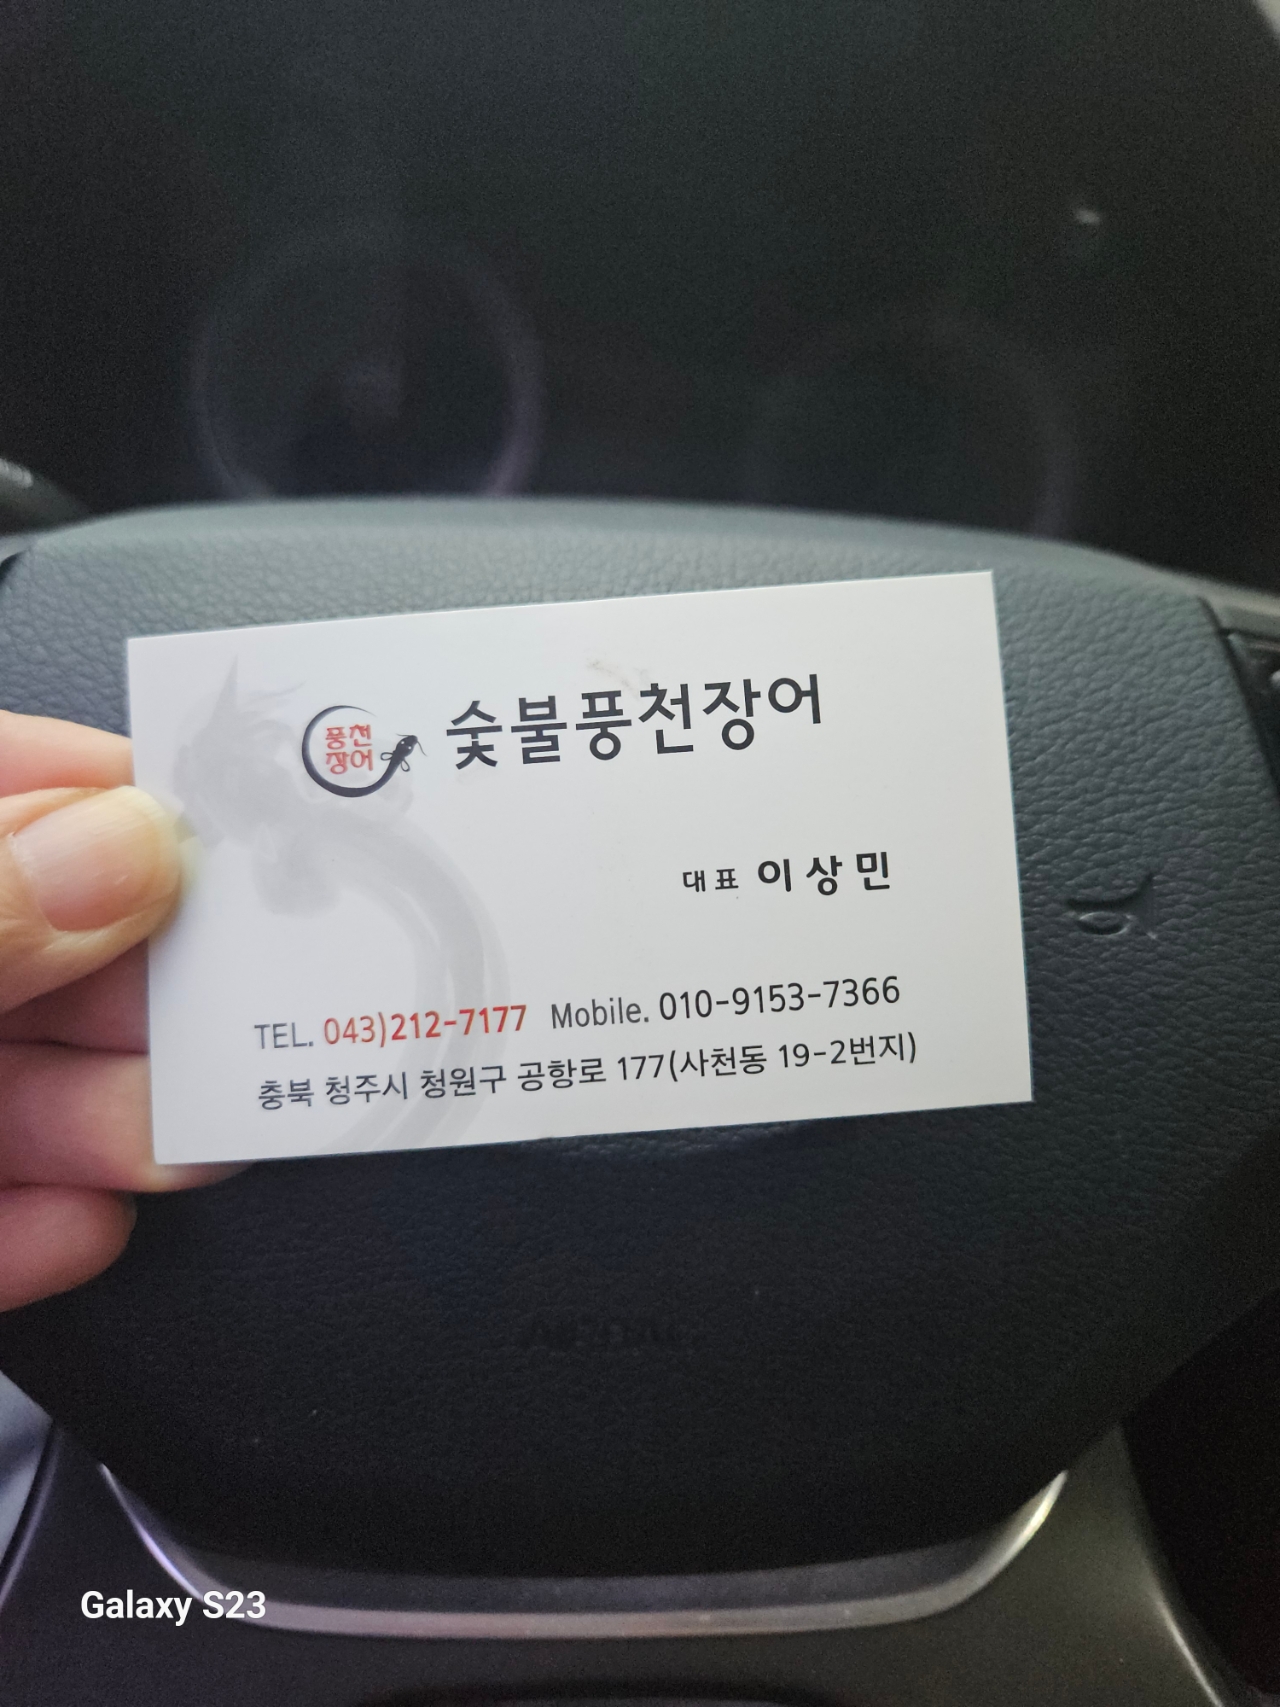 풍천
장어
숯불풍천장어
대표 이상민
TEL. 043)212-7177 Mobile. 010-9153-7366
충북 청주시 청원구 공항로 177(사천동 19-2번지)
Galaxy S23